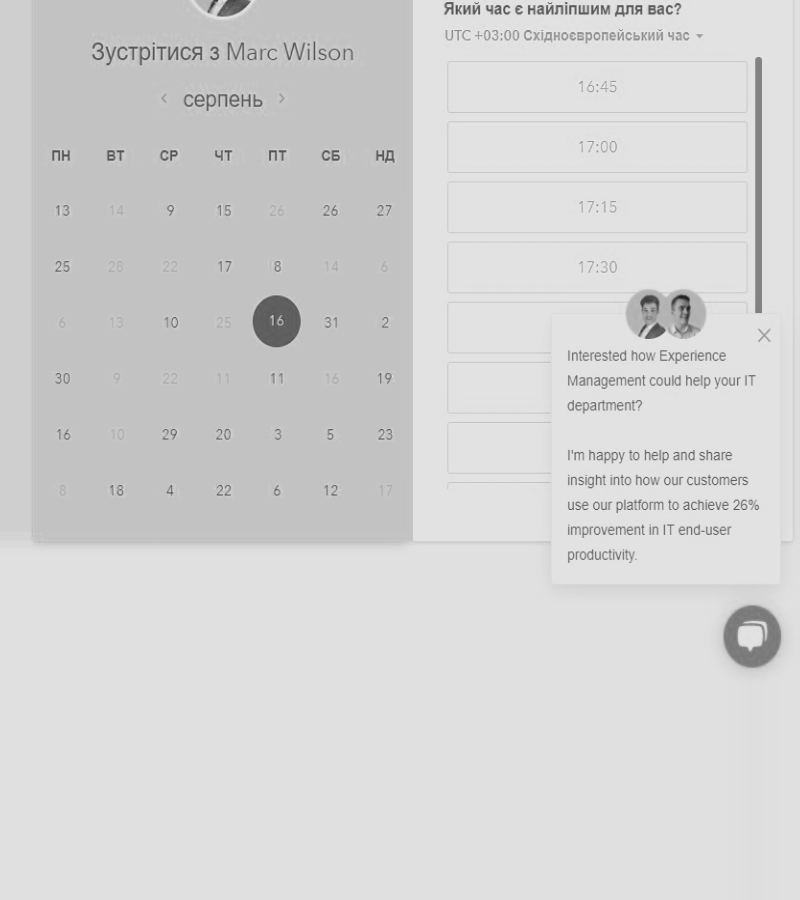 Зустрітися з Marc Wilson
серпень
ПН ВТ СР ЧТ ПТ СБ НД
13 14 9 15 26 26 27
25 28 22 17 8 14 6
6 13 10 25 16 31 2
30 9 22 11 11 16 19
16 10 29 20 3 5 23
8 18 4 22 6 12 17
Який час є найліпшим для вас?
UTC +03:00 Східноєвропейський час
16:45
17:00
17:15
17:30
Interested how Experience
Management could help your IT
department?
I'm happy to help and share
insight into how our customers
use our platform to achieve 26%
improvement in IT end-user
productivity.